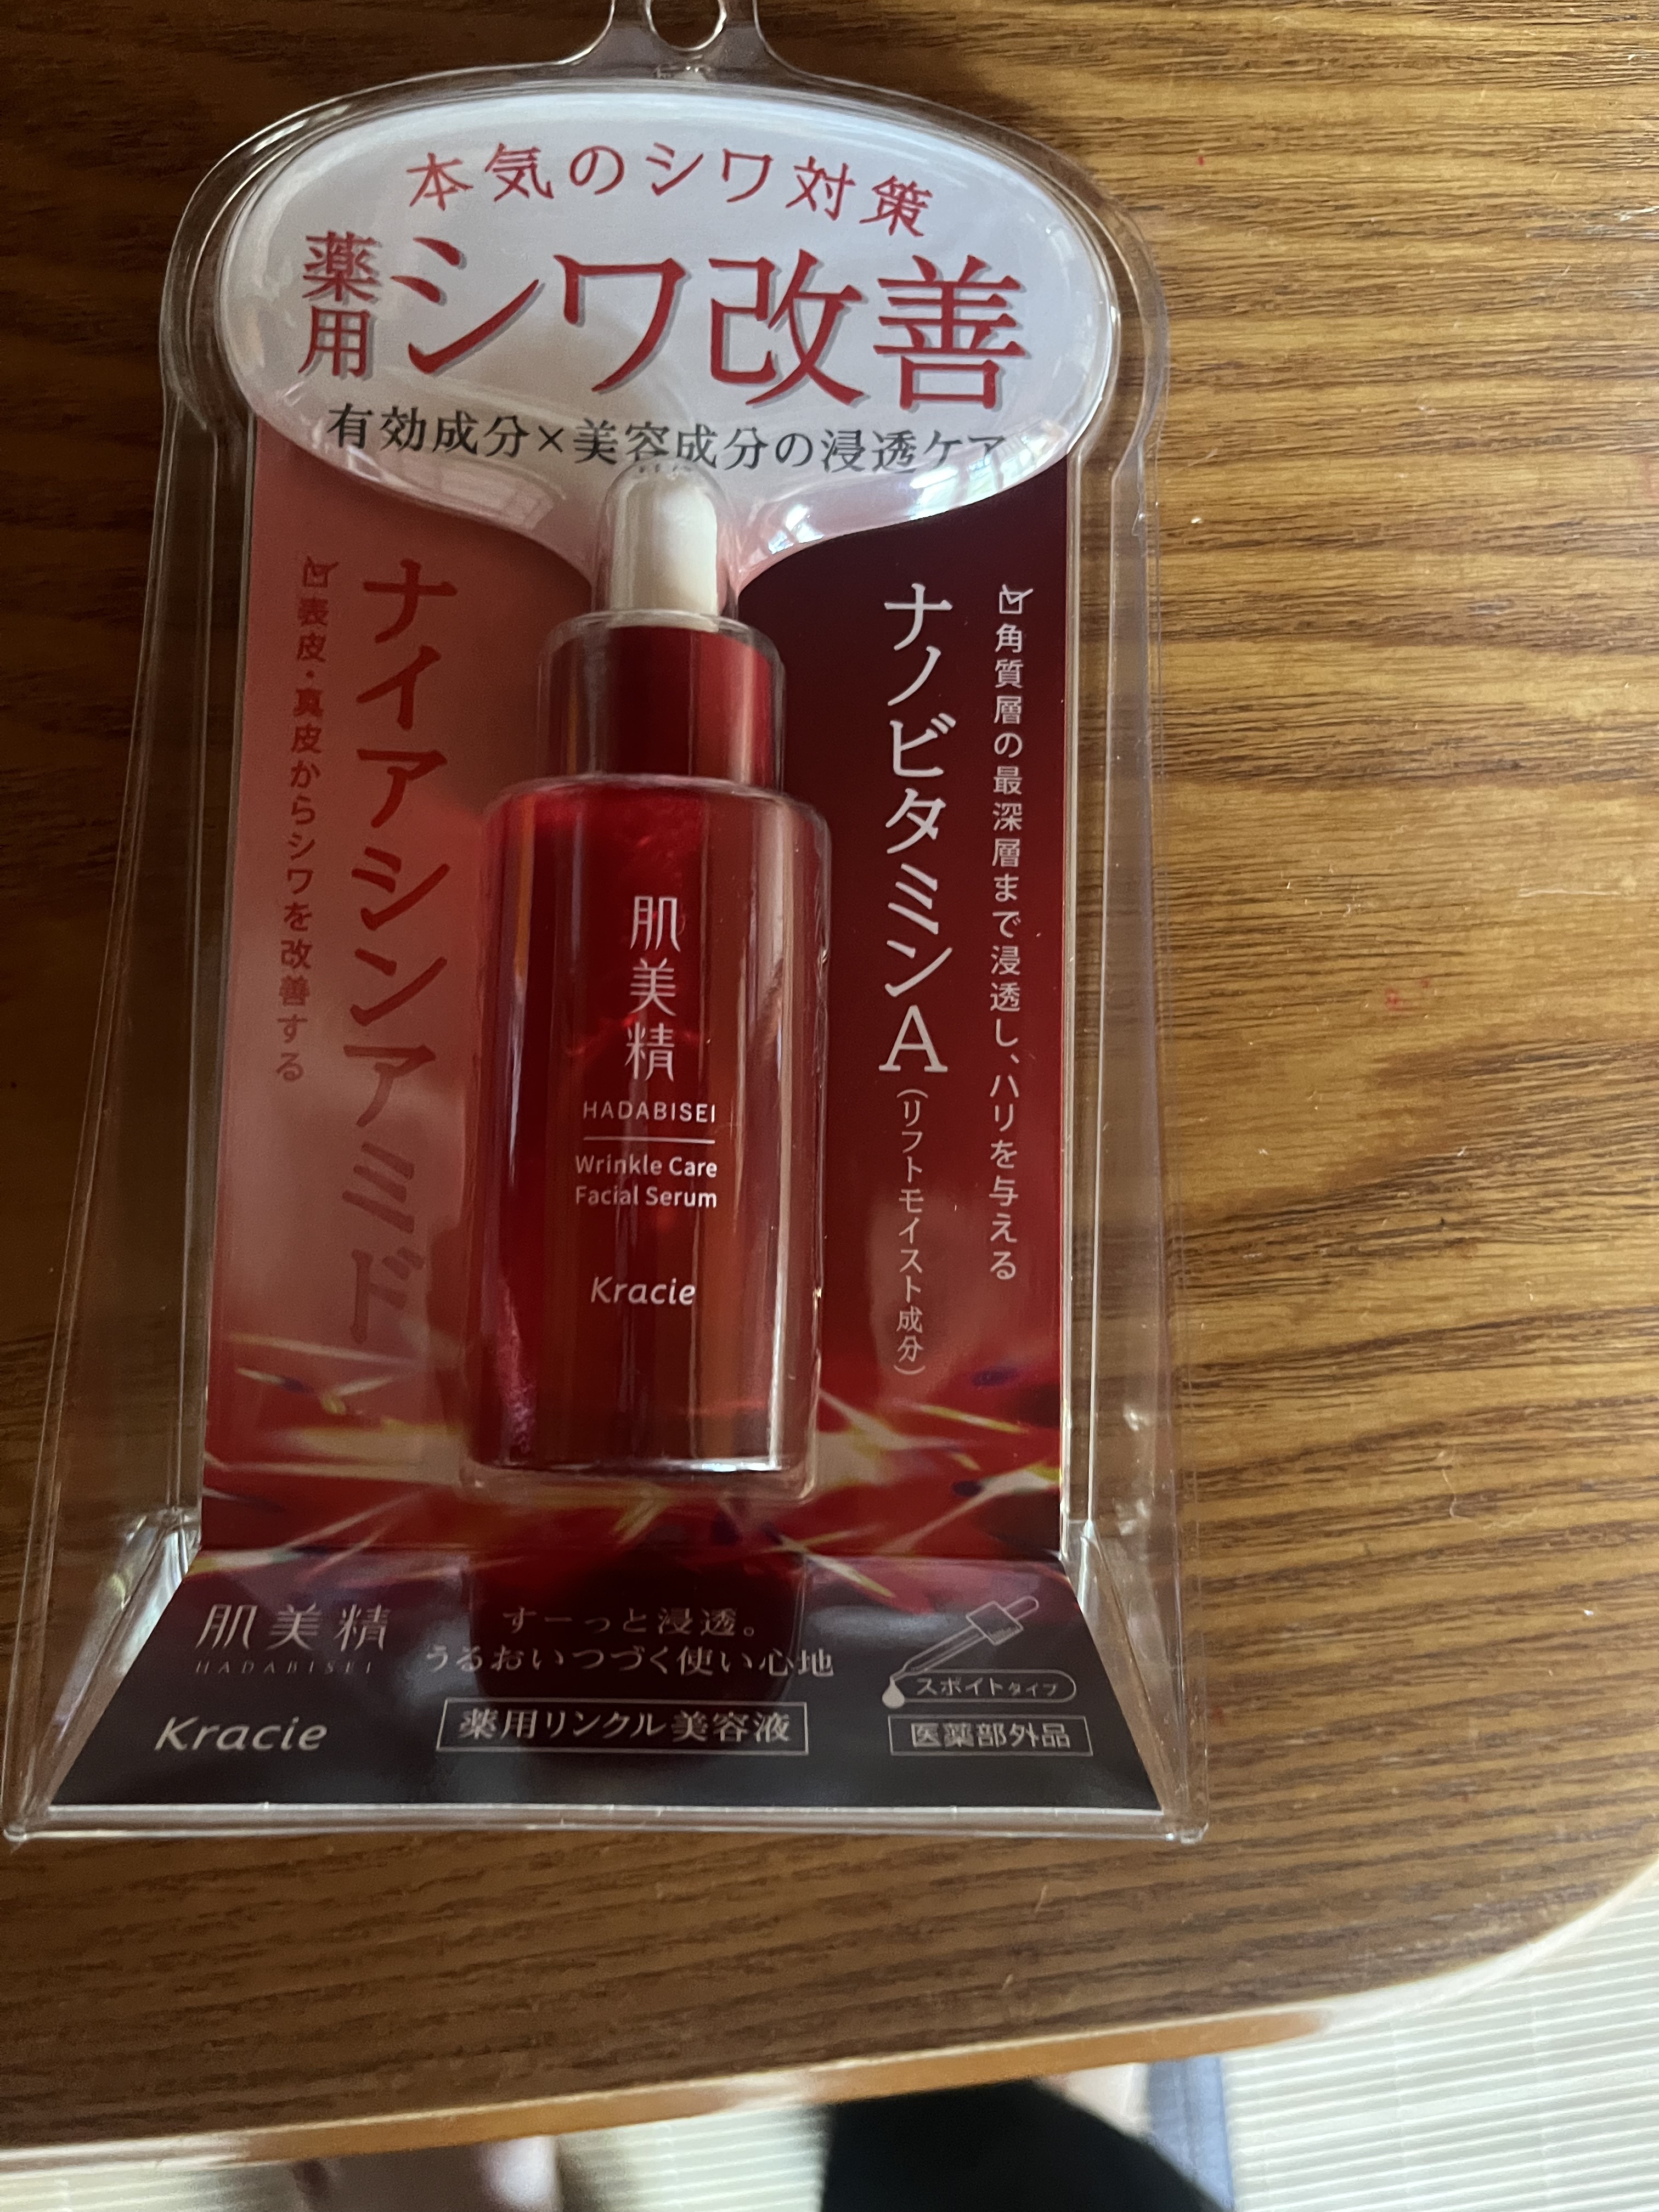 本気のシワ対策
薬用シワ改善
有効成分×美容成分の浸透ケア
ナイアシンアミド
表皮・真皮からシワを改善する
角質層の最深層まで浸透し、ハリを与える
ナノビタミンA(リフトモイスト成分)
肌美精
HADABISEI
Wrinkle Care
Facial Serum
Kracie
肌美精
HADABISEI
Kracie
すーっと浸透。
うるおいつづく使い心地
薬用リンクル美容液
スポイトタイプ
医薬部外品